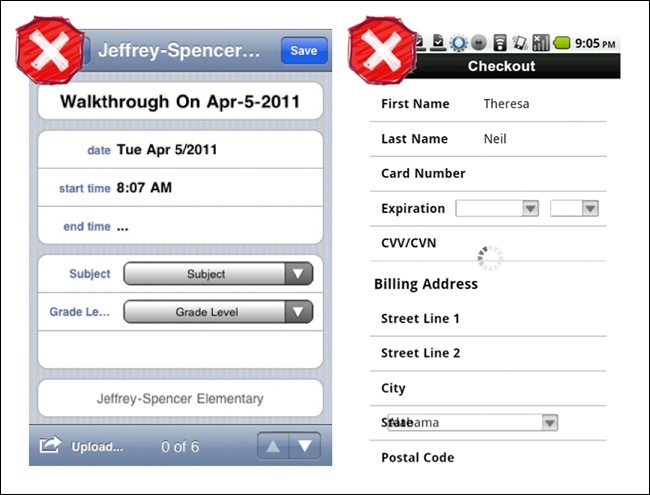 Jeffrey-Spencer...
Save
Walkthrough On Apr-5-2011
date Tue Apr 5/2011
start time 8:07 AM
end time ...
Subject Subject
Grade Le... Grade Level
Jeffrey-Spencer Elementary
Upload... 0 of 6
9:05 PM
Checkout
First Name Theresa
Last Name Neil
Card Number
Expiration
CVV/CVN
Billing Address
Street Line 1
Street Line 2
City
State Alabama
Postal Code